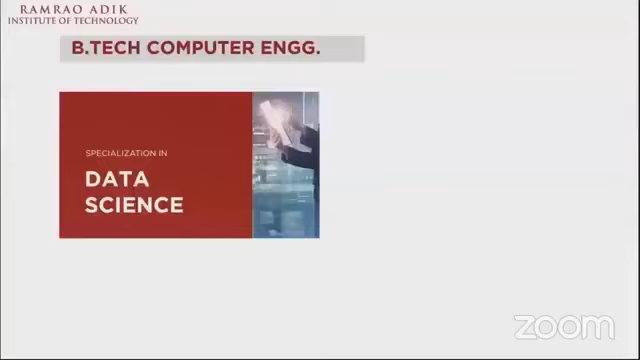 RAMRAO ADIK
INSTITUTE OF TECHNOLOGY
B.TECH COMPUTER ENGG.
SPECIALIZATION IN
DATA
SCIENCE
zoom